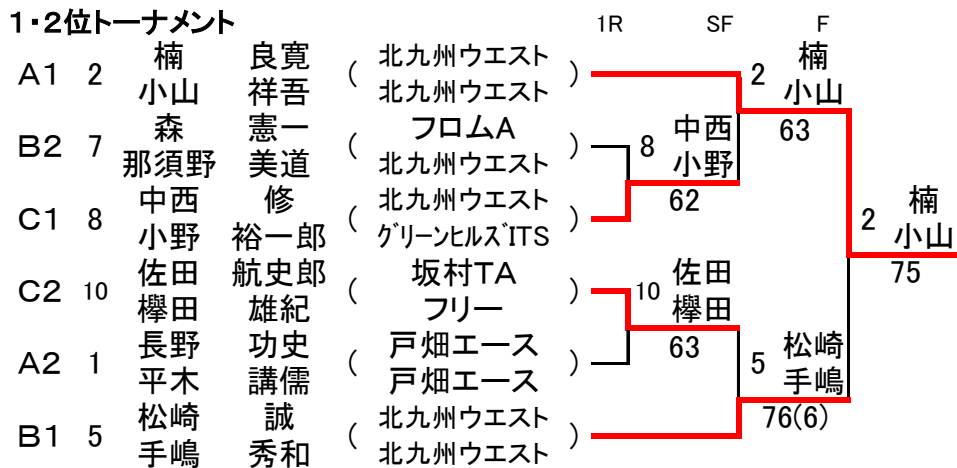 1・2位トーナメント 1R SF F
A1 2 楠 良寛 ( 北九州ウエスト )
小山 祥吾 北九州ウエスト
2 楠
小山
63
B2 7 森 憲一 ( フロムA )
那須野 美道 北九州ウエスト
8 中西
小野
62
C1 8 中西 修 ( 北九州ウエスト )
小野 裕一郎 グリーンヒルズITS
2 楠
小山
75
C2 10 佐田 航史郎 ( 坂村TA )
欅田 雄紀 フリー
10 佐田
欅田
63
A2 1 長野 功史 ( 戸畑エース )
平木 講儒 戸畑エース
5 松崎
手嶋
76(6)
B1 5 松崎 誠 ( 北九州ウエスト )
手嶋 秀和 北九州ウエスト